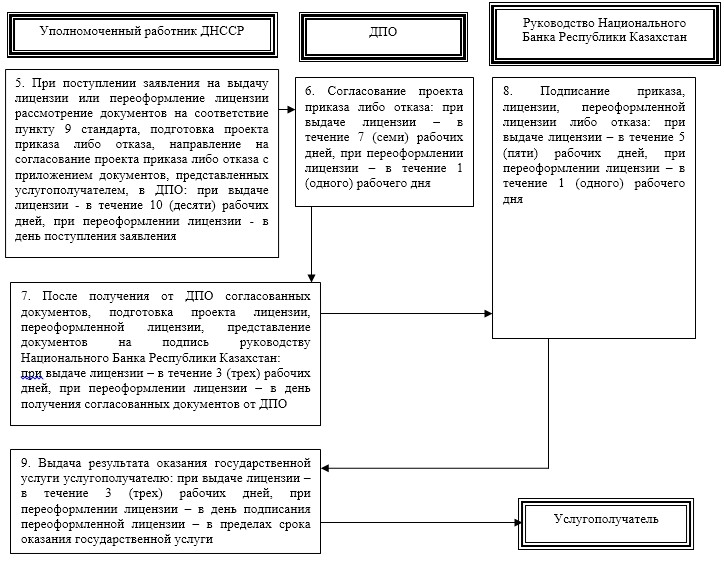 Уполномоченный работник ДНССР
ДПО
Руководство Национального
Банка Республики Казахстан
5. При поступлении заявления на выдачу
лицензии или переоформление лицензии
рассмотрение документов на соответствие
пункту 9 стандарта, подготовка проекта
приказа либо отказа, направление на
согласование проекта приказа либо отказа с
приложением документов, представленных
услугополучателем, в ДПО: при выдаче
лицензии - в течение 10 (десяти) рабочих
дней, при переоформлении лицензии - в
день поступления заявления
6. Согласование проекта
приказа либо отказа: при
выдаче лицензии – в
течение 7 (семи) рабочих
дней, при переоформлении
лицензии – в течение 1
(одного) рабочего дня
8. Подписание приказа,
лицензии, переоформленной
лицензии либо отказа: при
выдаче лицензии – в течение 5
(пяти) рабочих дней, при
переоформлении лицензии – в
течение 1 (одного) рабочего
дня
7. После получения от ДПО согласованных
документов, подготовка проекта лицензии,
переоформленной лицензии, представление
документов на подпись руководству
Национального Банка Республики Казахстан:
при выдаче лицензии – в течение 3 (трех) рабочих
дней, при переоформлении лицензии – в день
получения согласованных документов от ДПО
9. Выдача результата оказания государственной
услуги услугополучателю: при выдаче лицензии –
в течение 3 (трех) рабочих дней, при
переоформлении лицензии – в день подписания
переоформленной лицензии – в пределах срока
оказания государственной услуги
Услугополучатель